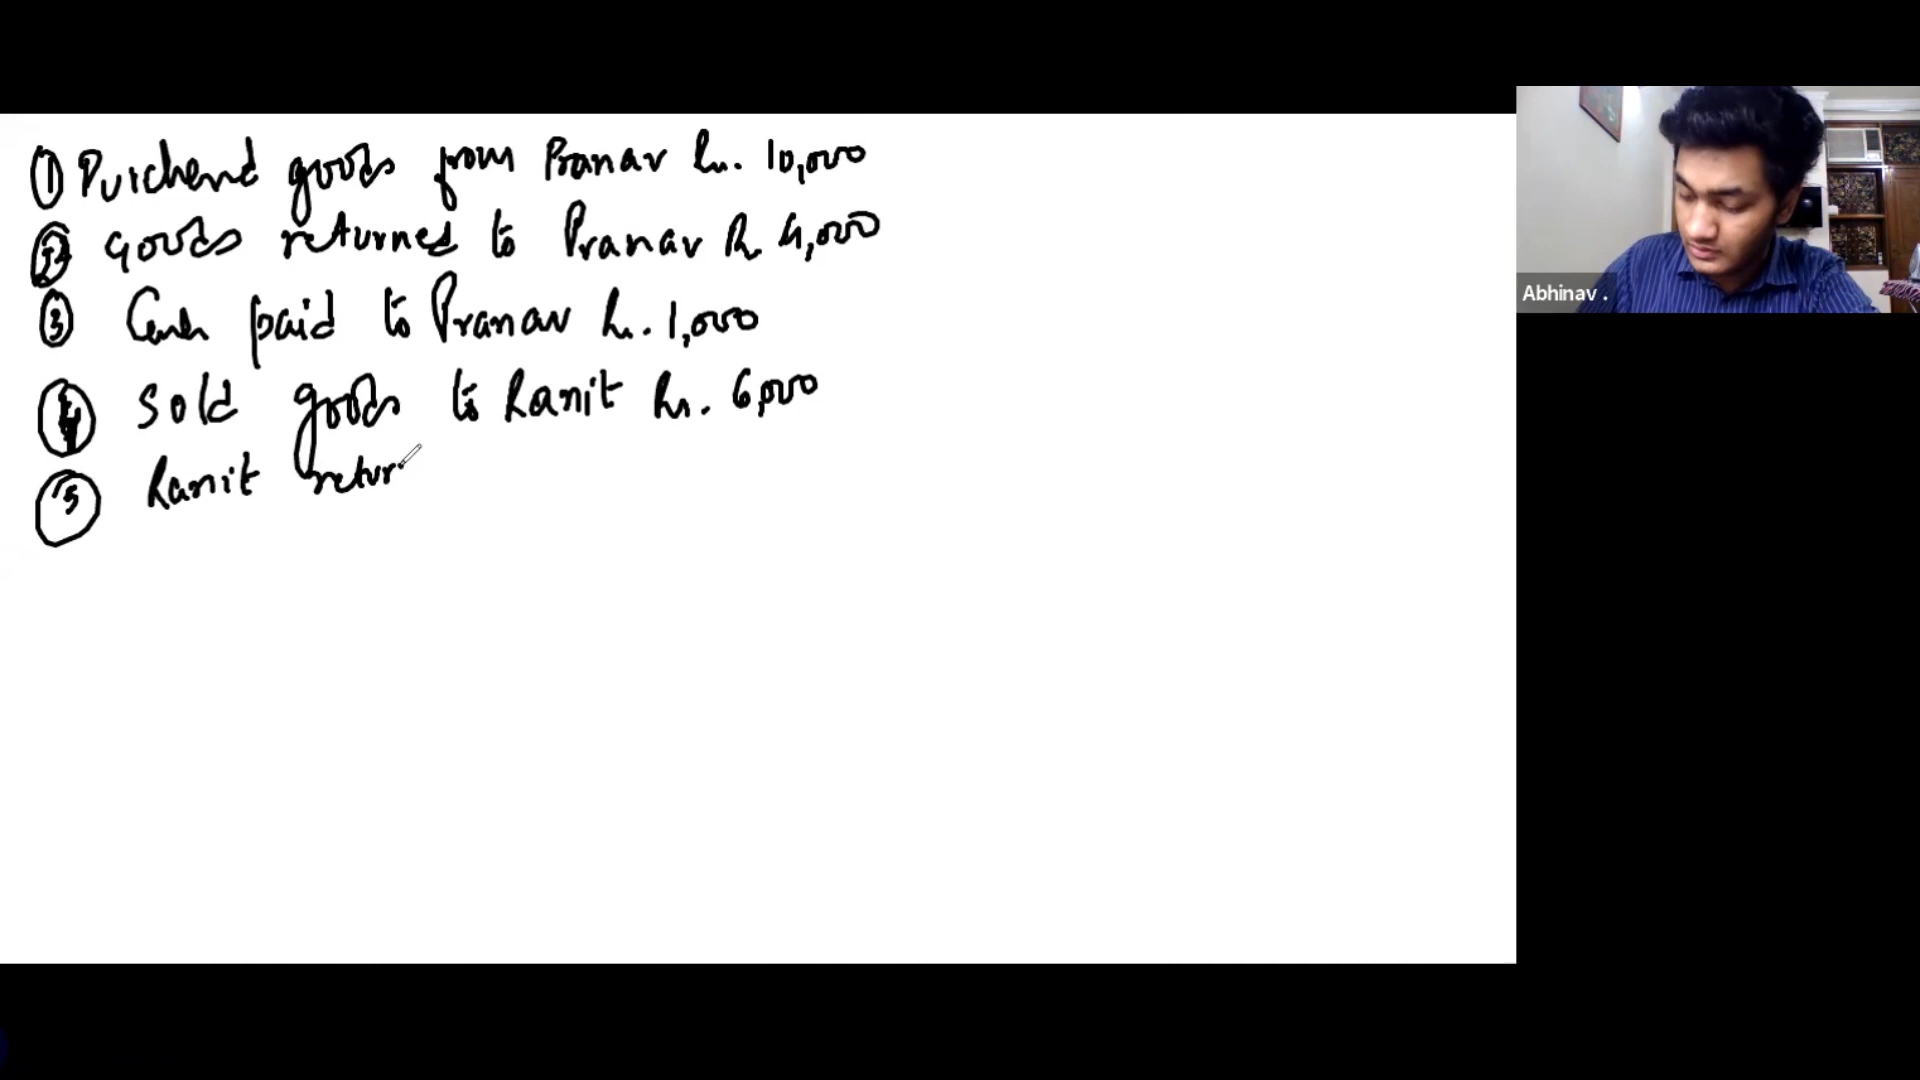 ① Purchased goods from Pranav Rs. 10,000
② Goods returned to Pranav Rs 4,000
③ Cash paid to Pranav Rs. 1,000
④ Sold goods to Ranit Rs. 6,000
⑤ Ranit retur
Abhinav .